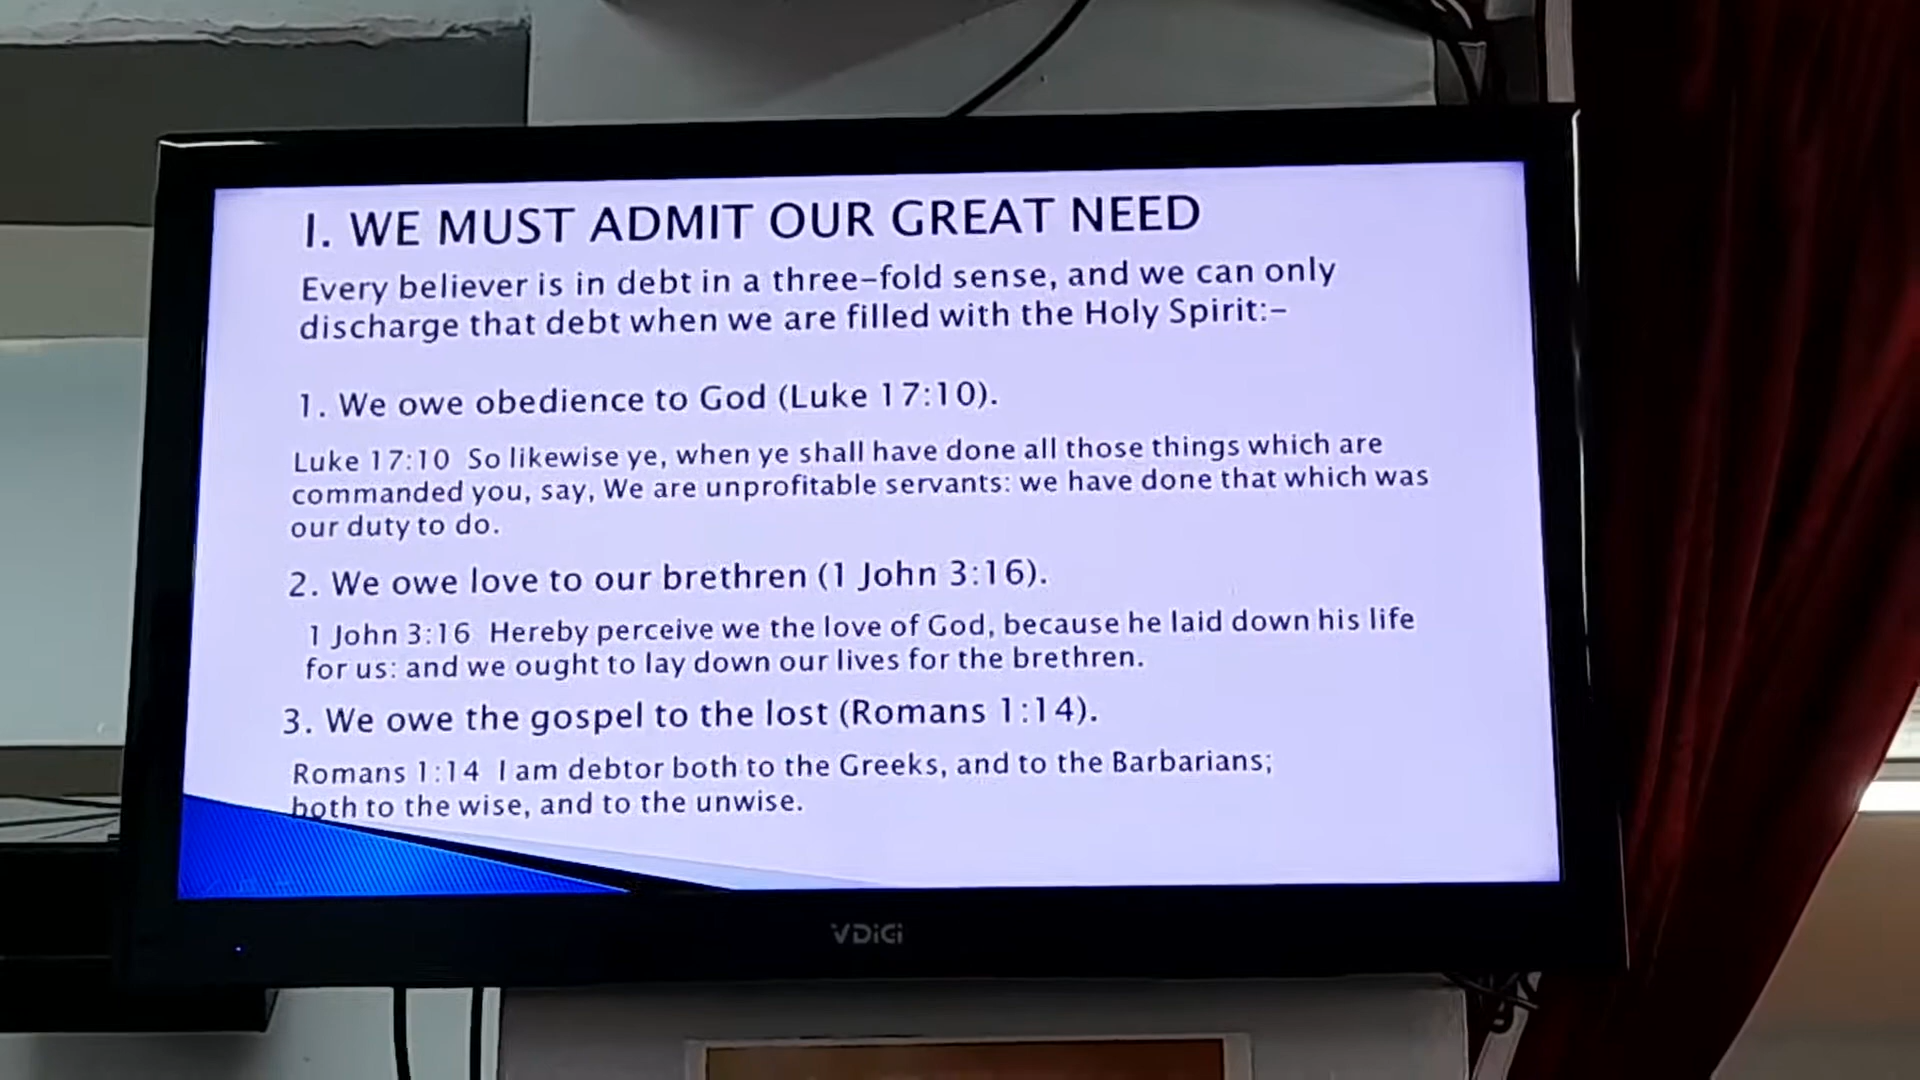 I. WE MUST ADMIT OUR GREAT NEED
Every believer is in debt in a three-fold sense, and we can only
discharge that debt when we are filled with the Holy Spirit:-
1. We owe obedience to God (Luke 17:10).
Luke 17:10 So likewise ye, when ye shall have done all those things which are
commanded you, say, We are unprofitable servants: we have done that which was
our duty to do.
2. We owe love to our brethren (1 John 3:16).
1 John 3:16 Hereby perceive we the love of God, because he laid down his life
for us: and we ought to lay down our lives for the brethren.
3. We owe the gospel to the lost (Romans 1:14).
Romans 1:14 I am debtor both to the Greeks, and to the Barbarians;
both to the wise, and to the unwise.
VDiGi